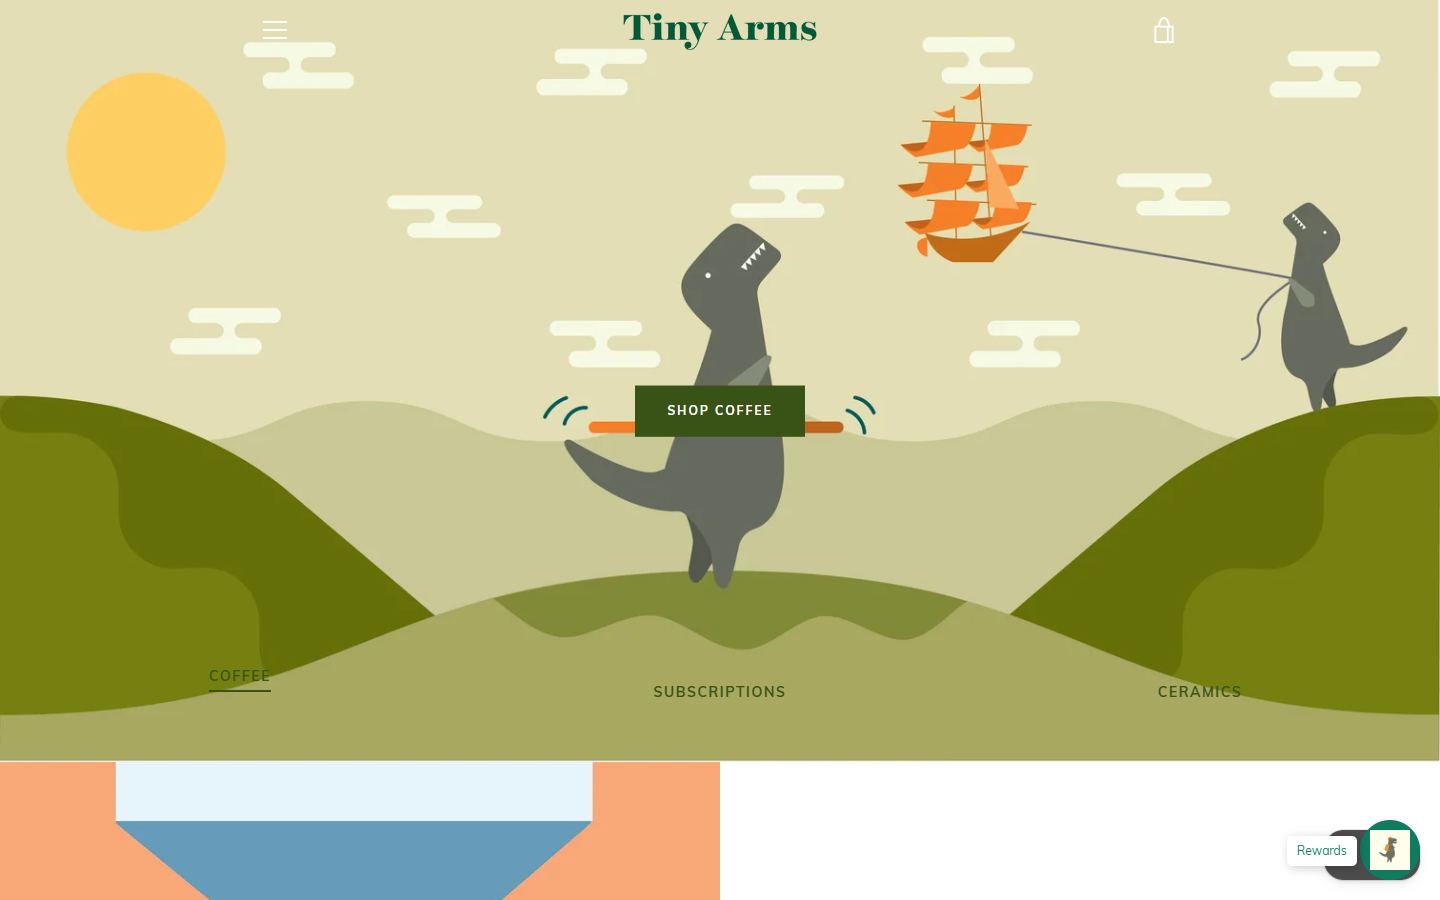 Tiny Arms
SHOP COFFEE
COFFEE
SUBSCRIPTIONS
CERAMICS
Rewards